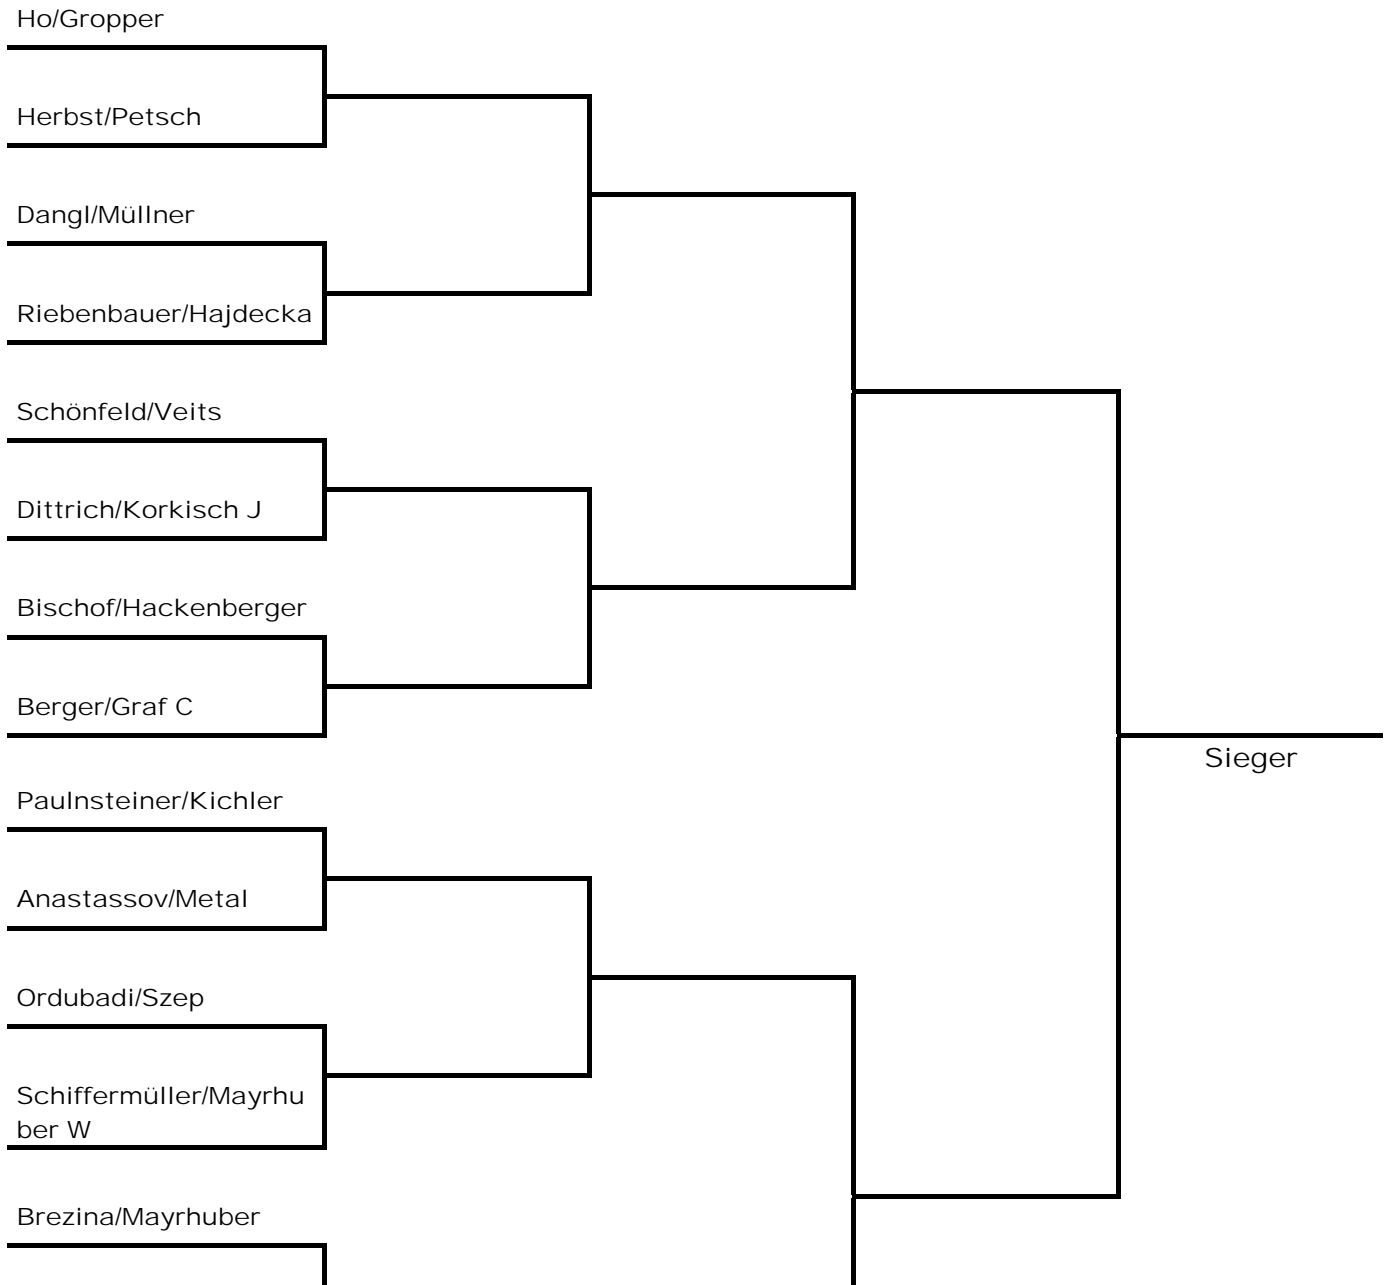 Ho/Gropper
Herbst/Petsch
Dangl/Müllner
Riebenbauer/Hajdecka
Schönfeld/Veits
Dittrich/Korkisch J
Bischof/Hackenberger
Berger/Graf C
Sieger
Paulnsteiner/Kichler
Anastassov/Metal
Ordubadi/Szep
Schiffermüller/Mayrhu
ber W
Brezina/Mayrhuber